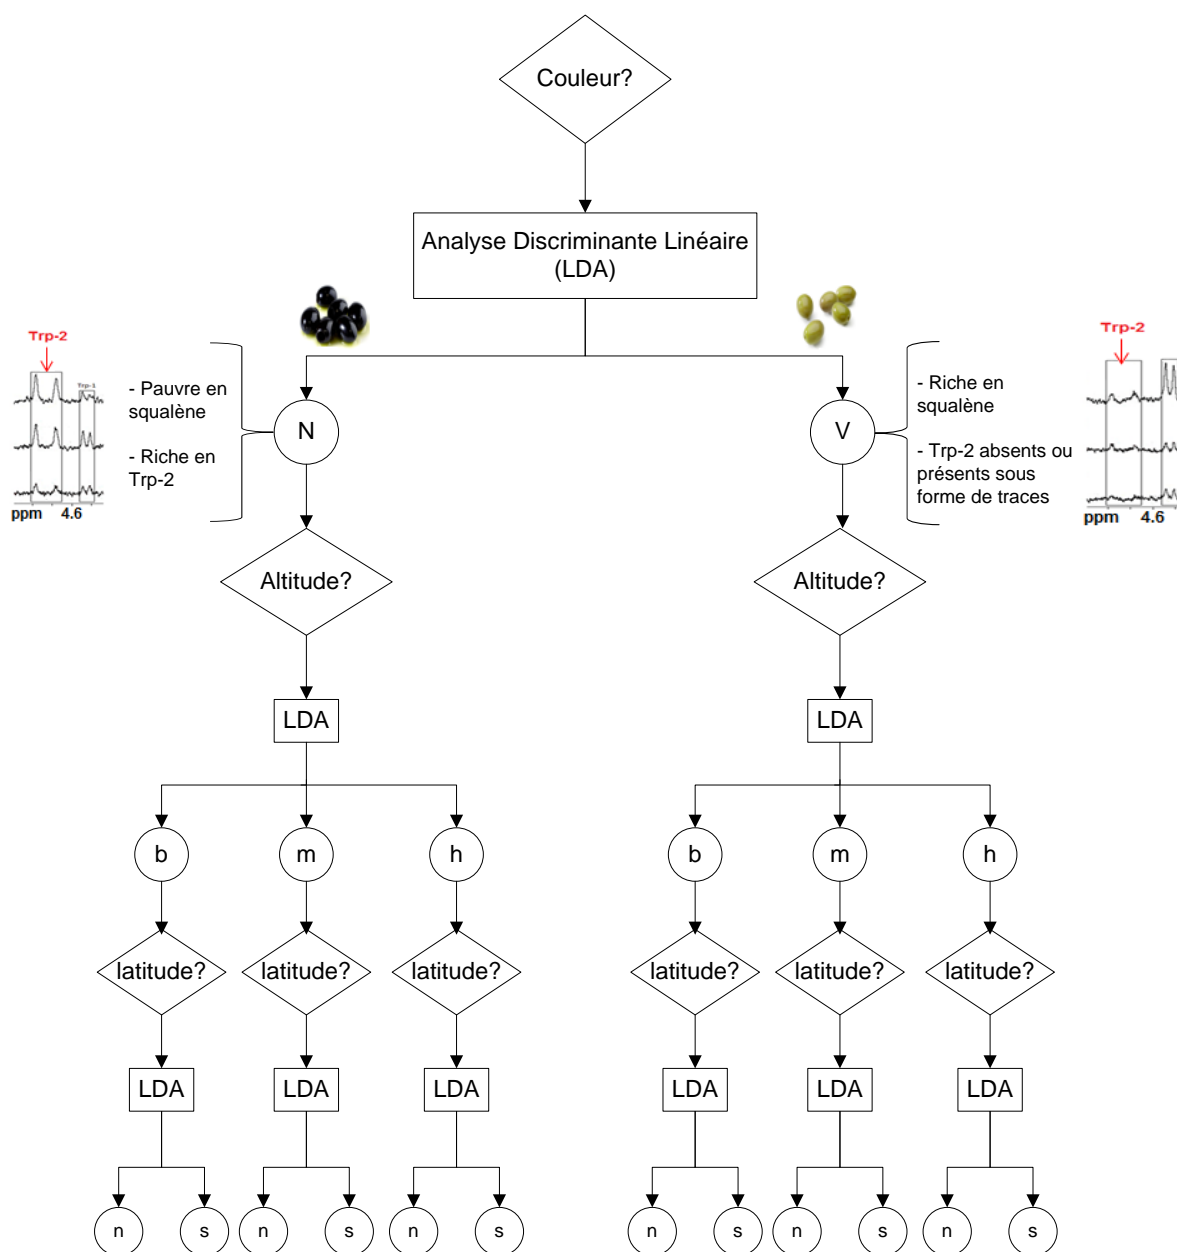 Couleur?
Analyse Discriminante Linéaire
(LDA)
Trp-2
Trp-1
ppm 4.6
- Pauvre en
squalène
- Riche en
Trp-2
N
V
- Riche en
squalène
- Trp-2 absents ou
présents sous
forme de traces
Trp-2
ppm 4.6
Altitude?
Altitude?
LDA
LDA
b
m
h
b
m
h
latitude?
latitude?
latitude?
latitude?
latitude?
latitude?
LDA
LDA
LDA
LDA
LDA
LDA
n
s
n
s
n
s
n
s
n
s
n
s